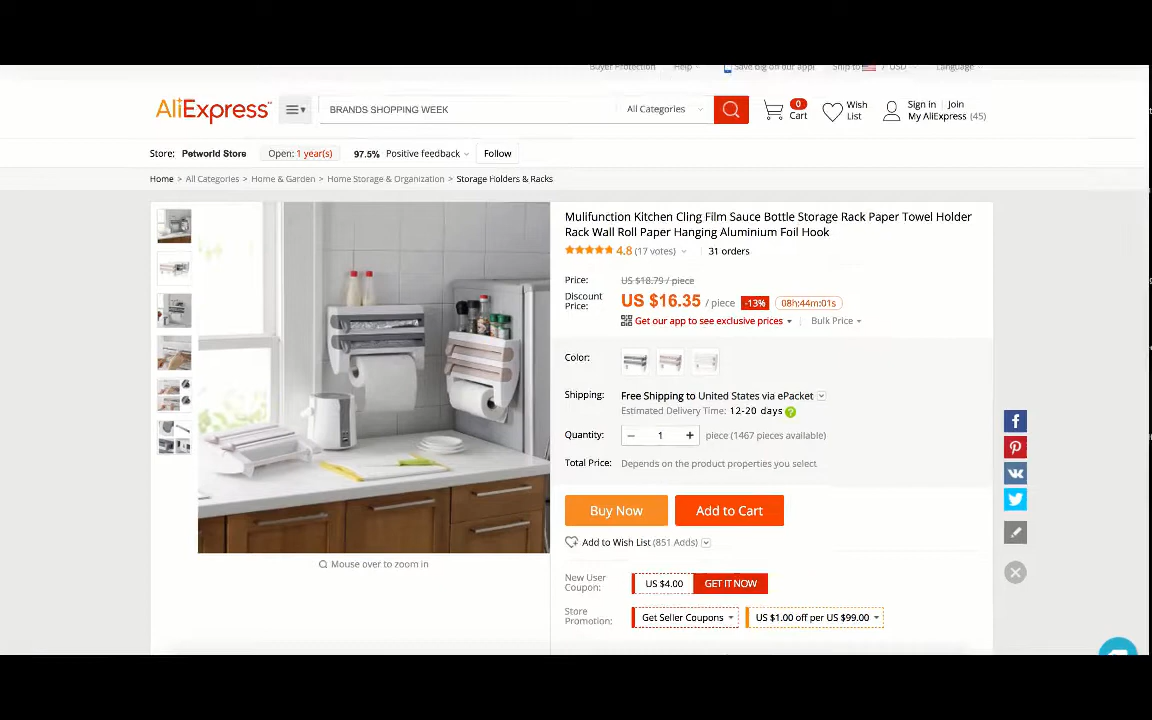 Buyer Protection Help Save big on our app! Ship to / USD Language
AliExpress™
BRANDS SHOPPING WEEK
All Categories
0
Cart
Wish
List
Sign in Join
My AliExpress (45)
Store: Petworld Store Open: 1 year(s) 97.5% Positive feedback Follow
Home > All Categories > Home & Garden > Home Storage & Organization > Storage Holders & Racks
Mulifunction Kitchen Cling Film Sauce Bottle Storage Rack Paper Towel Holder
Rack Wall Roll Paper Hanging Aluminium Foil Hook
4.8 (17 votes) 31 orders
Price: US $18.79 / piece
Discount
Price:
US $16.35 / piece -13% 08h:44m:01s
Get our app to see exclusive prices Bulk Price
Color:
Shipping: Free Shipping to United States via ePacket
Estimated Delivery Time: 12-20 days ?
Quantity: − 1 + piece (1467 pieces available)
Total Price: Depends on the product properties you select
Buy Now Add to Cart
Add to Wish List (851 Adds)
Mouse over to zoom in
New User
Coupon:
US $4.00 GET IT NOW
Store
Promotion:
Get Seller Coupons US $1.00 off per US $99.00